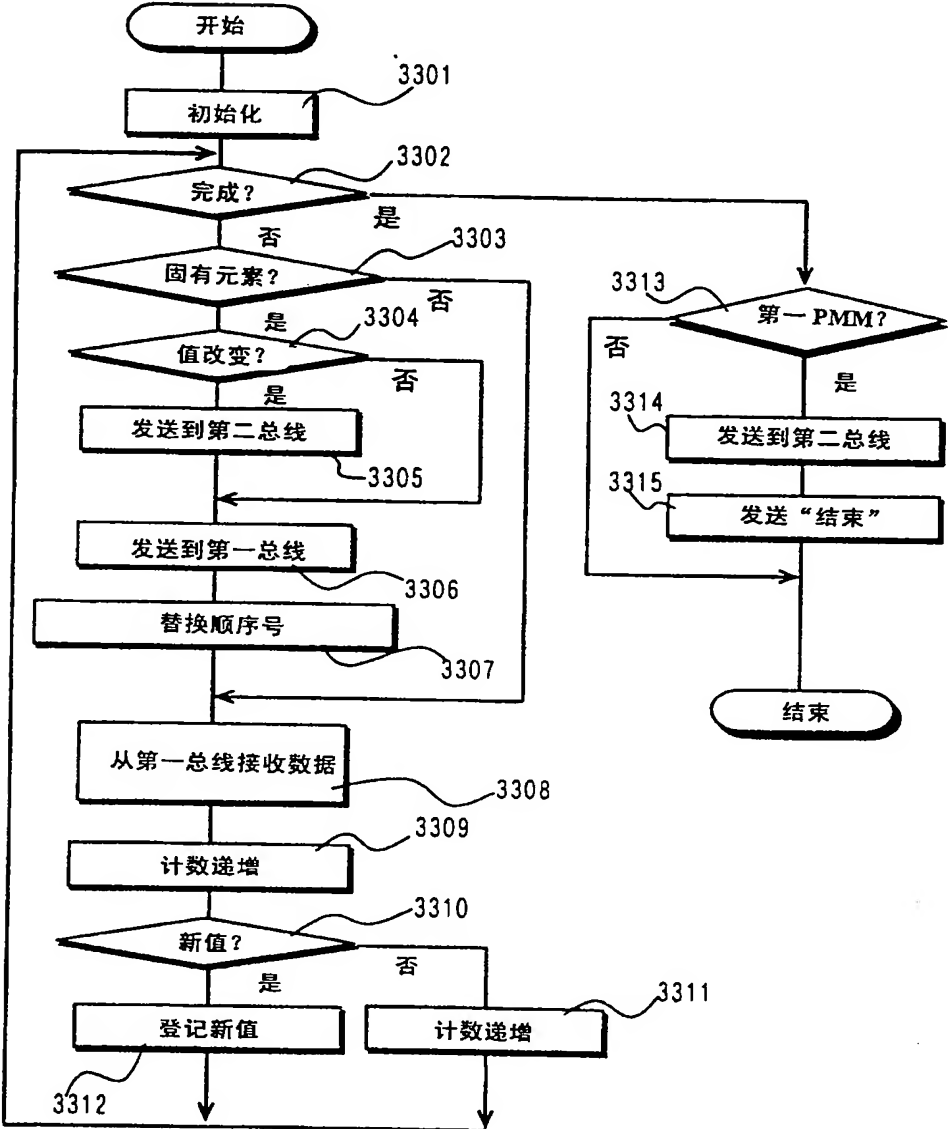 开始
3301
初始化
3302
完成?
是
否
3303
固有元素?
否
是
3304
值改变?
否
是
发送到第二总线
3305
发送到第一总线
3306
替换顺序号
3307
从第一总线接收数据
3308
3309
计数递增
3310
新值?
否
是
3311
登记新值
计数递增
3312
3313
第一PMM?
否
是
3314
发送到第二总线
3315
发送“结束”
结束